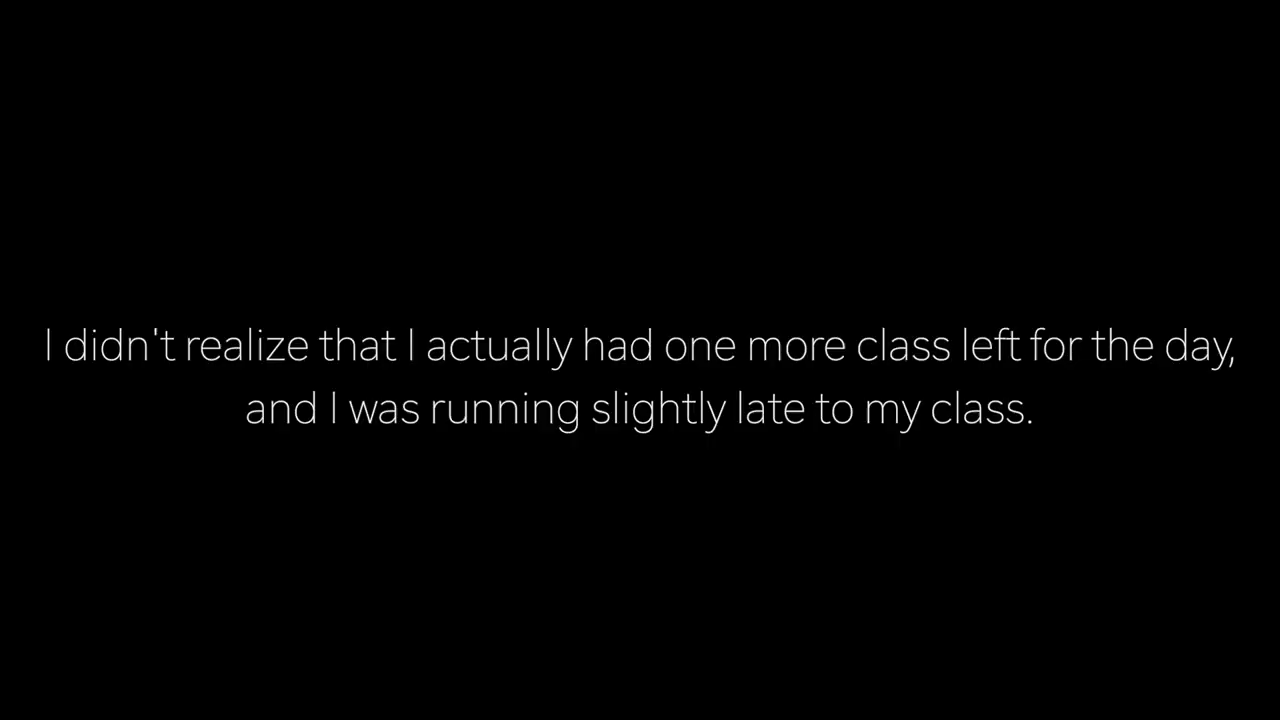 I didn't realize that I actually had one more class left for the day,
and I was running slightly late to my class.